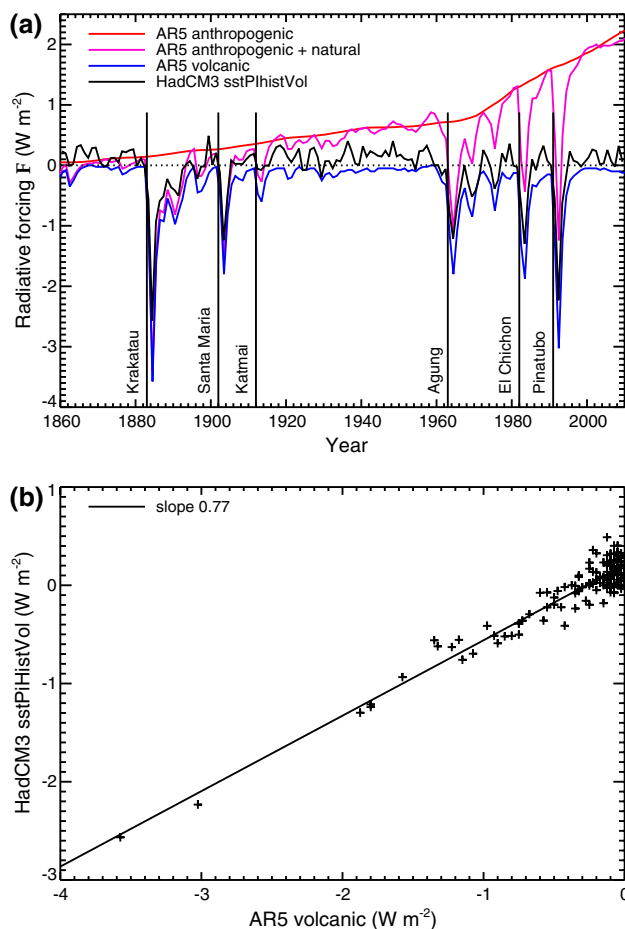 (a)
AR5 anthropogenic
AR5 anthropogenic + natural
AR5 volcanic
HadCM3 sstPIhistVol
Radiative forcing F (W m-2)
2
1
0
-1
-2
-3
-4
Krakatau
Santa Maria
Katmai
Agung
El Chichon
Pinatubo
1860 1880 1900 1920 1940 1960 1980 2000
Year
(b)
slope 0.77
HadCM3 sstPiHistVol (W m-2)
1
0
-1
-2
-3
-4 -3 -2 -1 0
AR5 volcanic (W m-2)